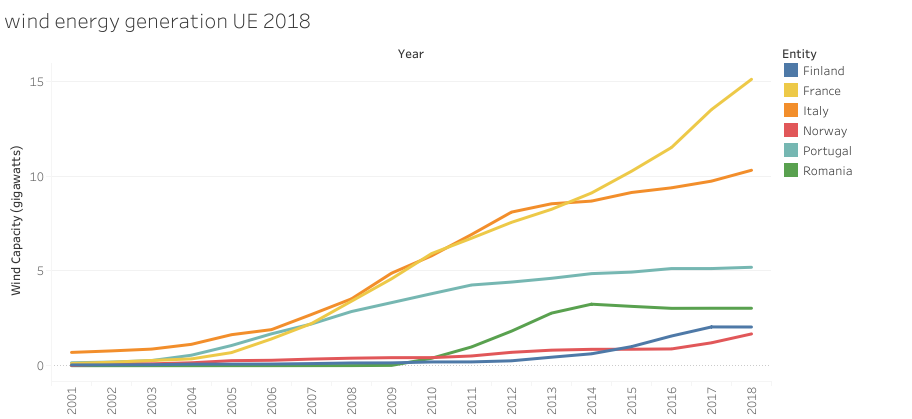 wind energy generation UE 2018
Year
Entity
Finland
France
Italy
Norway
Portugal
Romania
Wind Capacity (gigawatts)
15
10
5
0
2001
2002
2003
2004
2005
2006
2007
2008
2009
2010
2011
2012
2013
2014
2015
2016
2017
2018